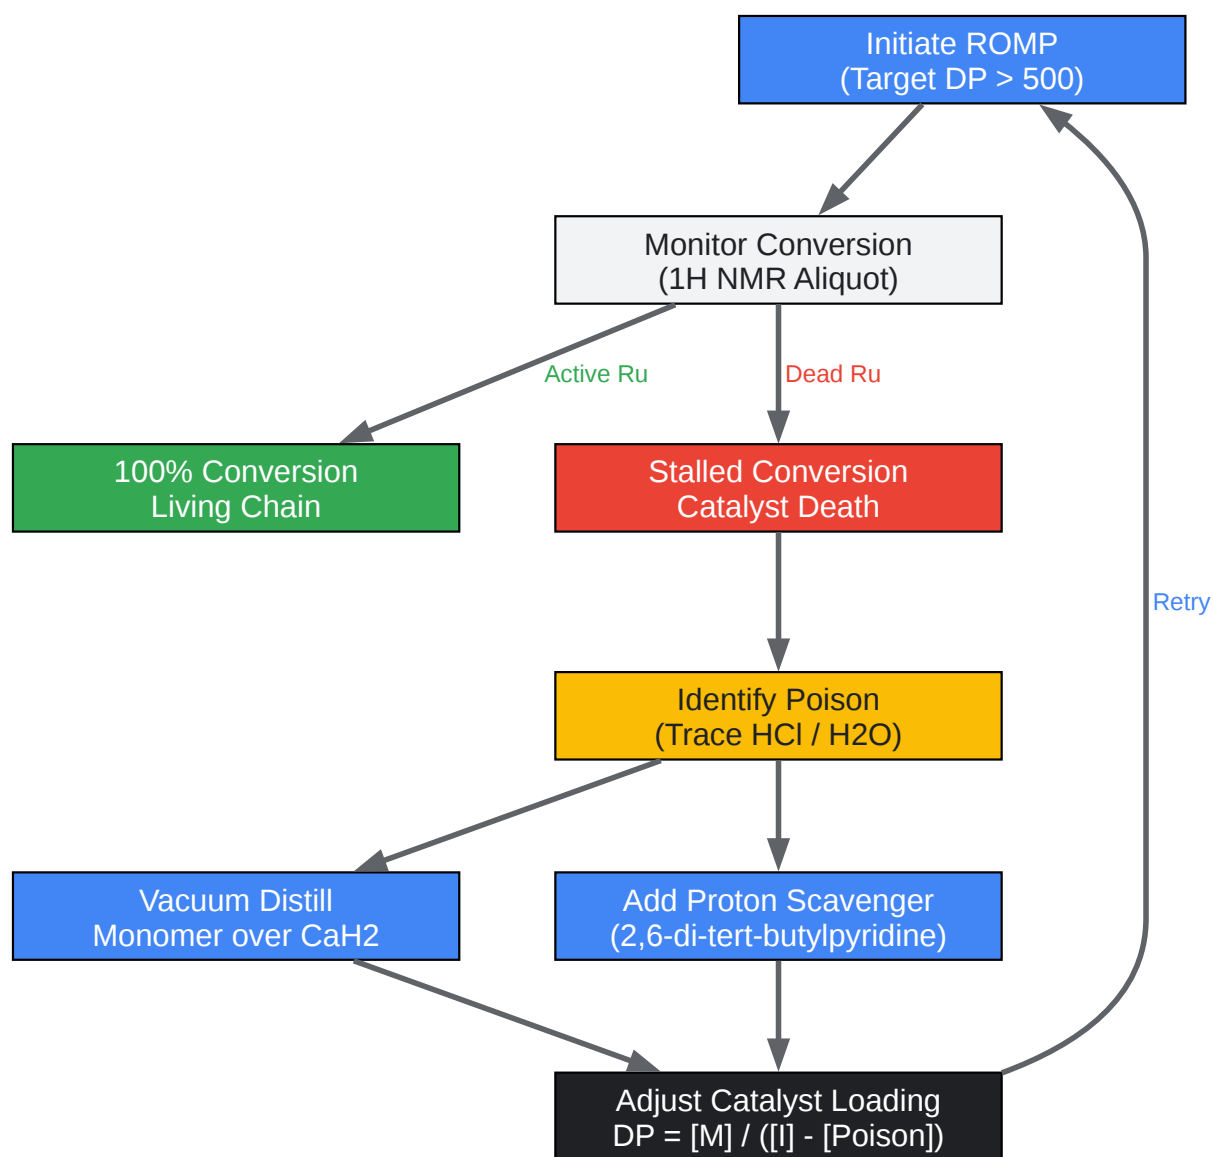 Initiate ROMP
(Target DP > 500)
Monitor Conversion
(1H NMR Aliquot)
Active Ru
Dead Ru
100% Conversion
Living Chain
Stalled Conversion
Catalyst Death
Retry
Identify Poison
(Trace HCl / H2O)
Vacuum Distill
Monomer over CaH2
Add Proton Scavenger
(2,6-di-tert-butylpyridine)
Adjust Catalyst Loading
DP = [M] / ([I] - [Poison])